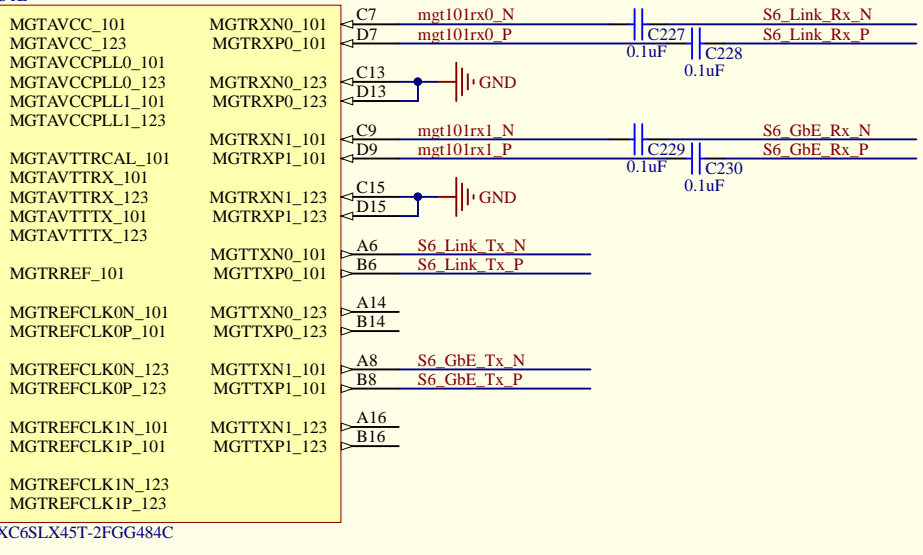 MGTAVCC_101 MGTRXN0_101 C7 mgt101rx0_N S6_Link_Rx_N
MGTAVCC_123 MGTRXP0_101 D7 mgt101rx0_P C227 S6_Link_Rx_P
MGTAVCCPLL0_101 0.1uF C228
MGTAVCCPLL0_123 MGTRXN0_123 C13 0.1uF
MGTAVCCPLL1_101 MGTRXP0_123 D13 GND
MGTAVCCPLL1_123
MGTRXN1_101 C9 mgt101rx1_N S6_GbE_Rx_N
MGTAVTTRCAL_101 MGTRXP1_101 D9 mgt101rx1_P C229 S6_GbE_Rx_P
MGTAVTTRX_101 0.1uF C230
MGTAVTTRX_123 MGTRXN1_123 C15 0.1uF
MGTAVTTTX_101 MGTRXP1_123 D15 GND
MGTAVTTTX_123
MGTTXN0_101 A6 S6_Link_Tx_N
MGTRREF_101 MGTTXP0_101 B6 S6_Link_Tx_P
MGTREFCLK0N_101 MGTTXN0_123 A14
MGTREFCLK0P_101 MGTTXP0_123 B14
MGTREFCLK0N_123 MGTTXN1_101 A8 S6_GbE_Tx_N
MGTREFCLK0P_123 MGTTXP1_101 B8 S6_GbE_Tx_P
MGTREFCLK1N_101 MGTTXN1_123 A16
MGTREFCLK1P_101 MGTTXP1_123 B16
MGTREFCLK1N_123
MGTREFCLK1P_123
XC6SLX45T-2FGG484C